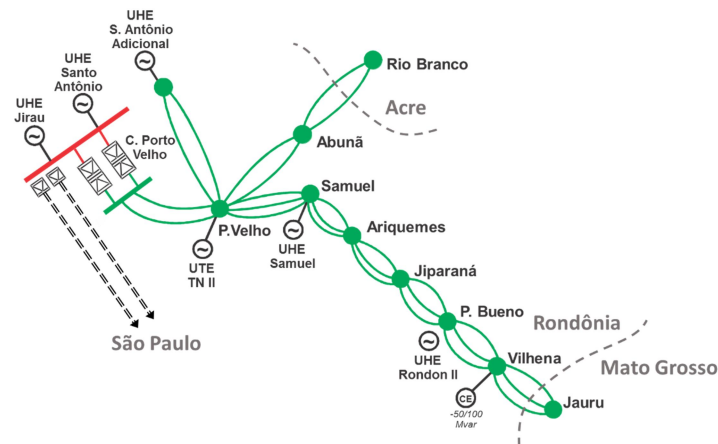 UHE
S. Antônio
Adicional
UHE
Santo
Antônio
UHE
Jirau
C. Porto
Velho
Rio Branco
Acre
Abunã
Samuel
P.Velho
UTE
TN II
UHE
Samuel
Ariquemes
Jiparaná
P. Bueno
Rondônia
UHE
Rondon II
Vilhena
Mato Grosso
CE
-50/100
Mvar
Jauru
São Paulo